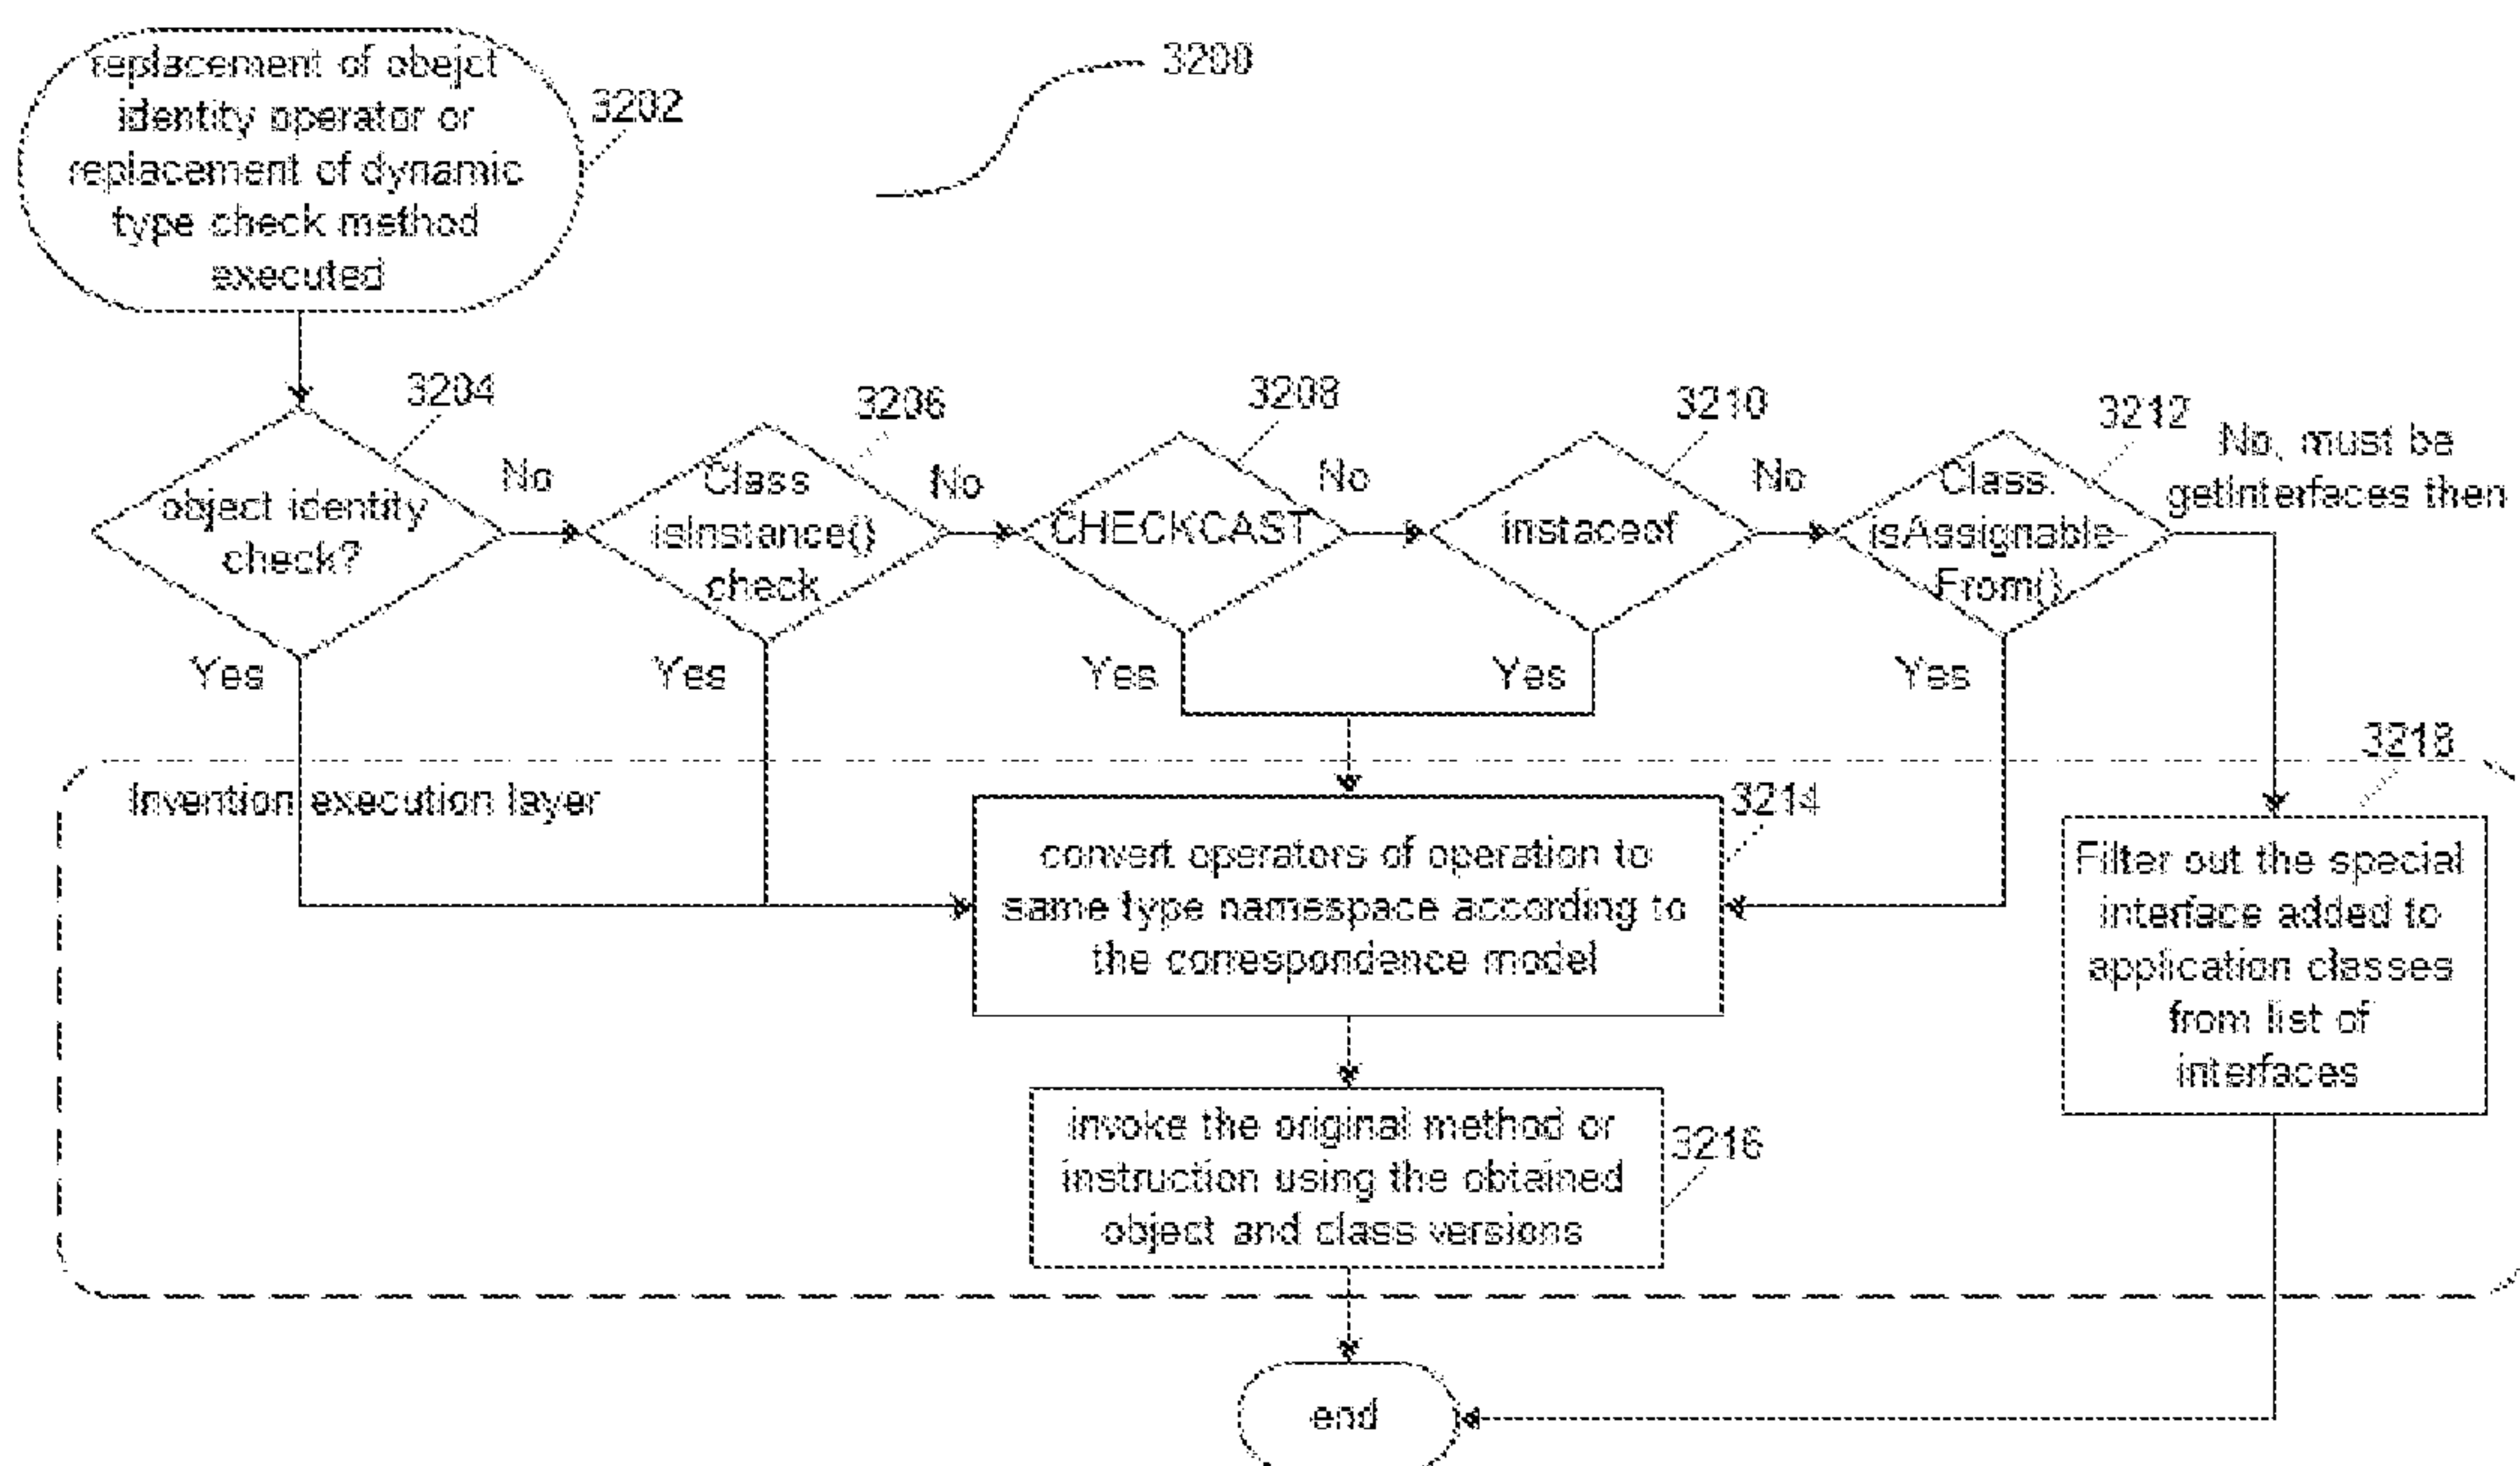 replacement of obejct
identity operator or
replacement of dynamic
type check method
executed
3202
3200
3204
object identity
check?
No
Yes
3206
Class
isInstance()
check
No
Yes
3208
CHECKCAST
No
Yes
3210
instaceof
No
Yes
3212
Class.
isAssignable-
From()
Yes
No, must be
getInterfaces then
Invention execution layer
3214
convert operators of operation to
same type namespace according to
the correspondence model
3218
Filter out the special
interface added to
application classes
from list of
interfaces
3216
invoke the original method or
instruction using the obtained
object and class versions
end